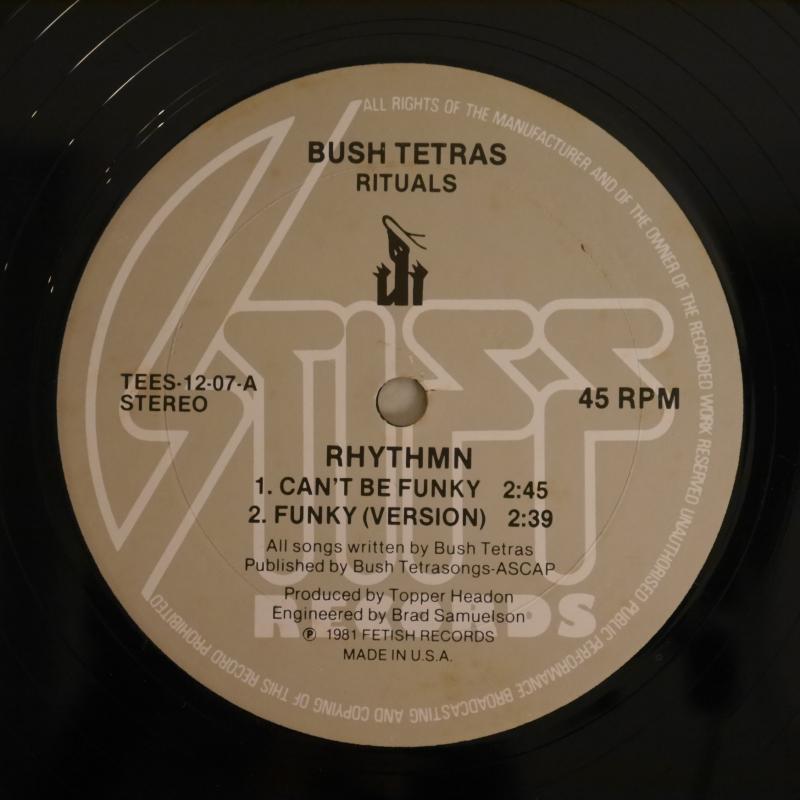 BUSH TETRAS
RITUALS
TEES-12-07-A
STEREO
45 RPM
RHYTHMN
1. CAN'T BE FUNKY 2:45
2. FUNKY (VERSION) 2:39
All songs written by Bush Tetras
Published by Bush Tetrasongs-ASCAP
Produced by Topper Headon
Engineered by Brad Samuelson
℗ 1981 FETISH RECORDS
MADE IN U.S.A.
STIFF
RECORDS
ALL RIGHTS OF THE MANUFACTURER AND OF THE OWNER OF THE RECORDED WORK RESERVED UNAUTHORISED PUBLIC PERFORMANCE BROADCASTING AND COPYING OF THIS RECORD PROHIBITED